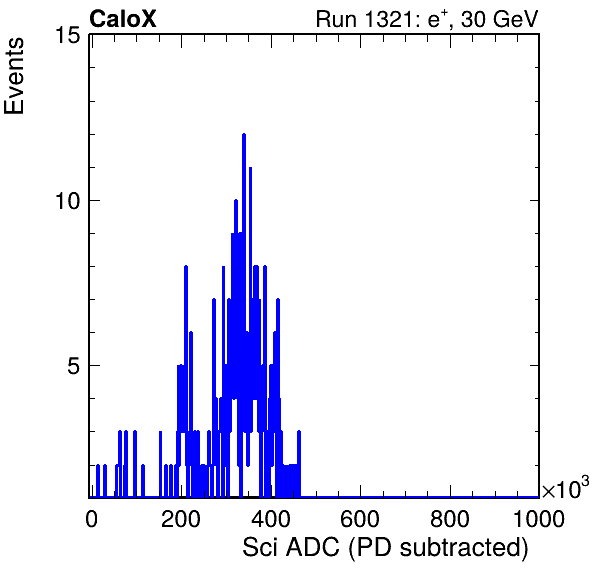 CaloX Run 1321: e⁺, 30 GeV
Events
15
10
5
0 200 400 600 800 1000
×10³
Sci ADC (PD subtracted)